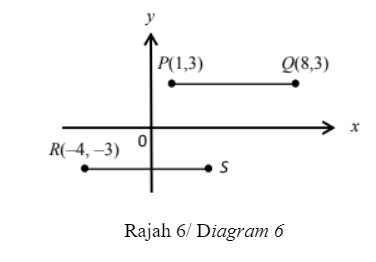 y
P(1,3) Q(8,3)
x
0
R(–4, –3)
S
Rajah 6/ Diagram 6